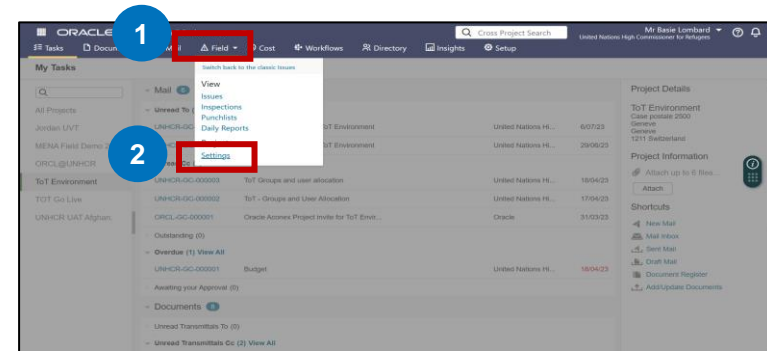 1
ORACLE
Cross Project Search
Mr Basie Lombard
United Nations High Commissioner for Refugees
Tasks
Field
Cost
Workflows
Directory
Insights
Setup
My Tasks
Switch back to the classic Issues
View
Issues
Inspections
Punchlists
Daily Reports
2
Settings
All Projects
Jordan UVT
MENA Field Demo
ORCL@UNHCR
ToT Environment
TOT Go Live
UNHCR UAT Afghan.
Mail
Unread To
ToT Environment United Nations Hi... 6/07/23
United Nations Hi... 29/06/23
UNHCR-GC-000003 ToT Groups and user allocation United Nations Hi... 18/04/23
UNHCR-GC-000002 ToT - Groups and User Allocation United Nations Hi... 17/04/23
ORCL-GC-000001 Oracle Aconex Project Invite for ToT Envir... Oracle 31/03/23
Outstanding (0)
Overdue (1) View All
UNHCR-GC-000001 Budget United Nations Hi... 18/04/23
Awaiting your Approval (0)
Documents
Unread Transmittals To (0)
Unread Transmittals Cc (2) View All
Project Details
ToT Environment
Case postale 2500
Geneve
Geneve
1211 Switzerland
Project Information
Attach up to 6 files...
Attach
Shortcuts
New Mail
Mail Inbox
Sent Mail
Draft Mail
Document Register
Add/Update Documents